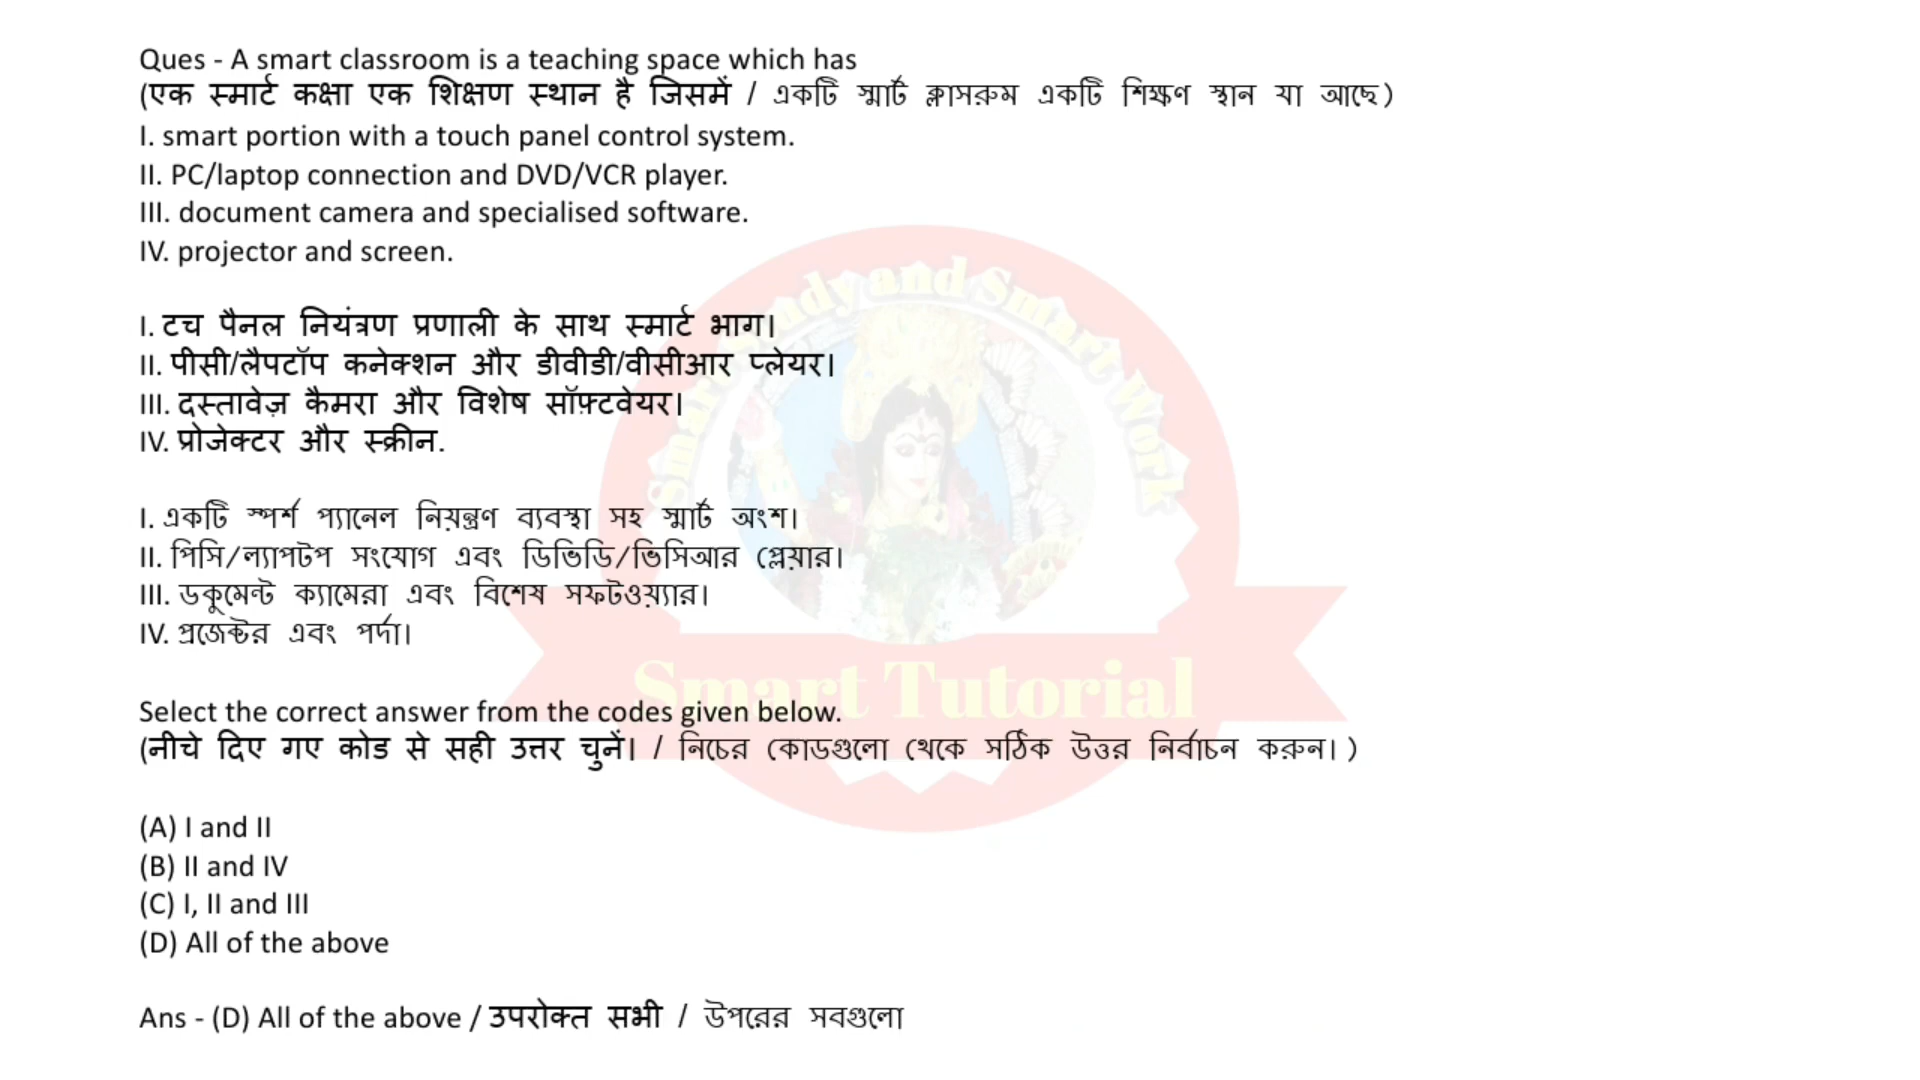 Ques - A smart classroom is a teaching space which has
(एक स्मार्ट कक्षा एक शिक्षण स्थान है जिसमें / একটি স্মার্ট ক্লাসরুম একটি শিক্ষণ স্থান যা আছে)
I. smart portion with a touch panel control system.
II. PC/laptop connection and DVD/VCR player.
III. document camera and specialised software.
IV. projector and screen.
I. टच पैनल नियंत्रण प्रणाली के साथ स्मार्ट भाग।
II. पीसी/लैपटॉप कनेक्शन और डीवीडी/वीसीआर प्लेयर।
III. दस्तावेज़ कैमरा और विशेष सॉफ़्टवेयर।
IV. प्रोजेक्टर और स्क्रीन.
I. একটি স্পর্শ প্যানেল নিয়ন্ত্রণ ব্যবস্থা সহ স্মার্ট অংশ।
II. পিসি/ল্যাপটপ সংযোগ এবং ডিভিডি/ভিসিআর প্লেয়ার।
III. ডকুমেন্ট ক্যামেরা এবং বিশেষ সফটওয়্যার।
IV. প্রজেক্টর এবং পর্দা।
Select the correct answer from the codes given below.
(नीचे दिए गए कोड से सही उत्तर चुनें। / নিচের কোডগুলো থেকে সঠিক উত্তর নির্বাচন করুন। )
(A) I and II
(B) II and IV
(C) I, II and III
(D) All of the above
Ans - (D) All of the above / उपरोक्त सभी / উপরের সবগুলো
Smart Study and Smart Work
Smart Tutorial